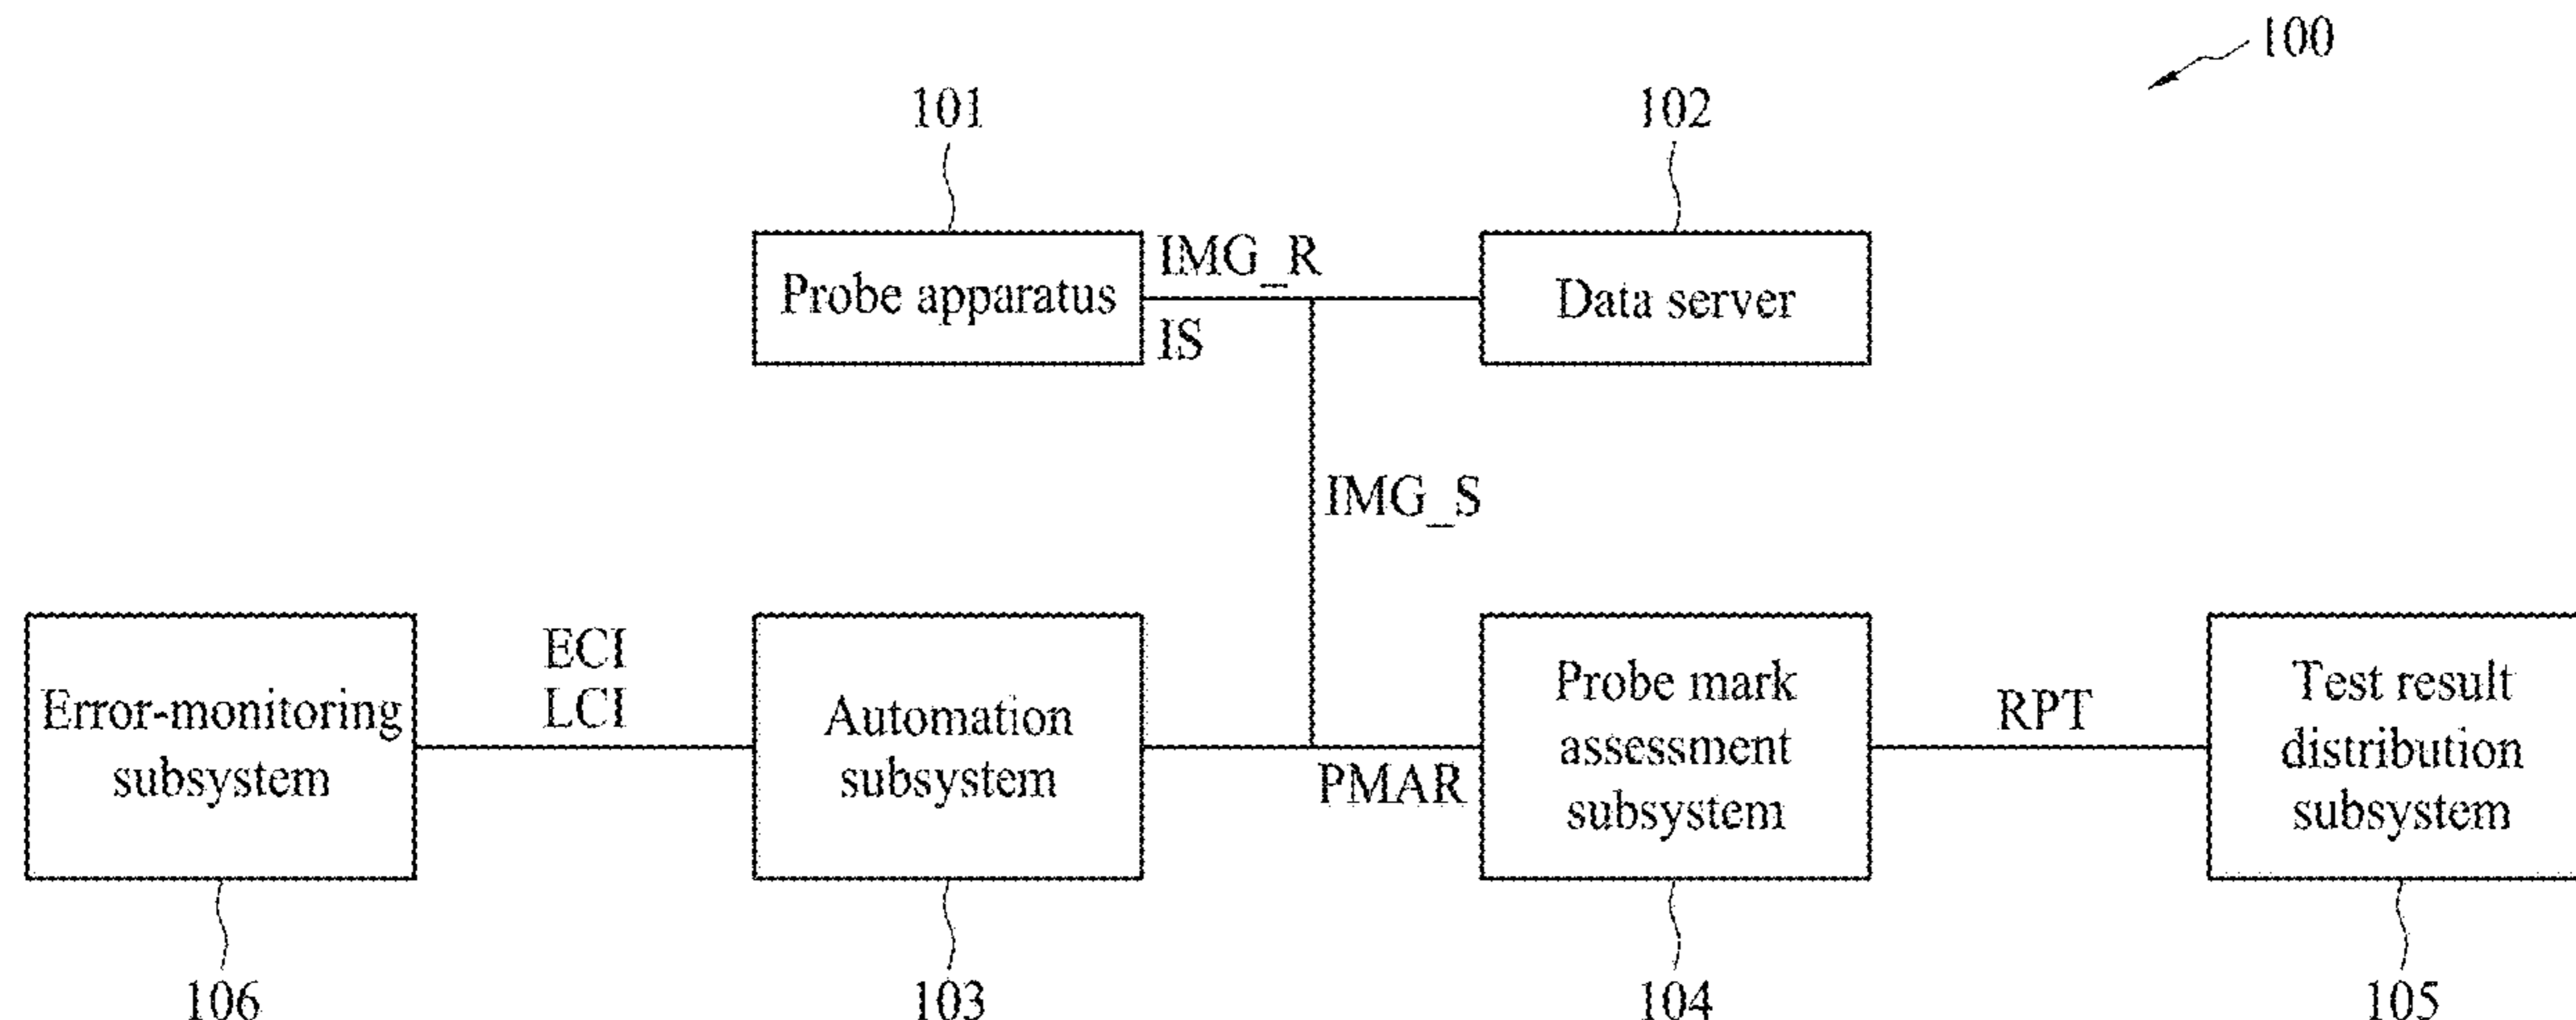 100
101
102
IMG_R
Probe apparatus
Data server
IS
IMG_S
ECI
LCI
Error-monitoring
subsystem
Automation
subsystem
PMAR
Probe mark
assessment
subsystem
RPT
Test result
distribution
subsystem
106
103
104
105